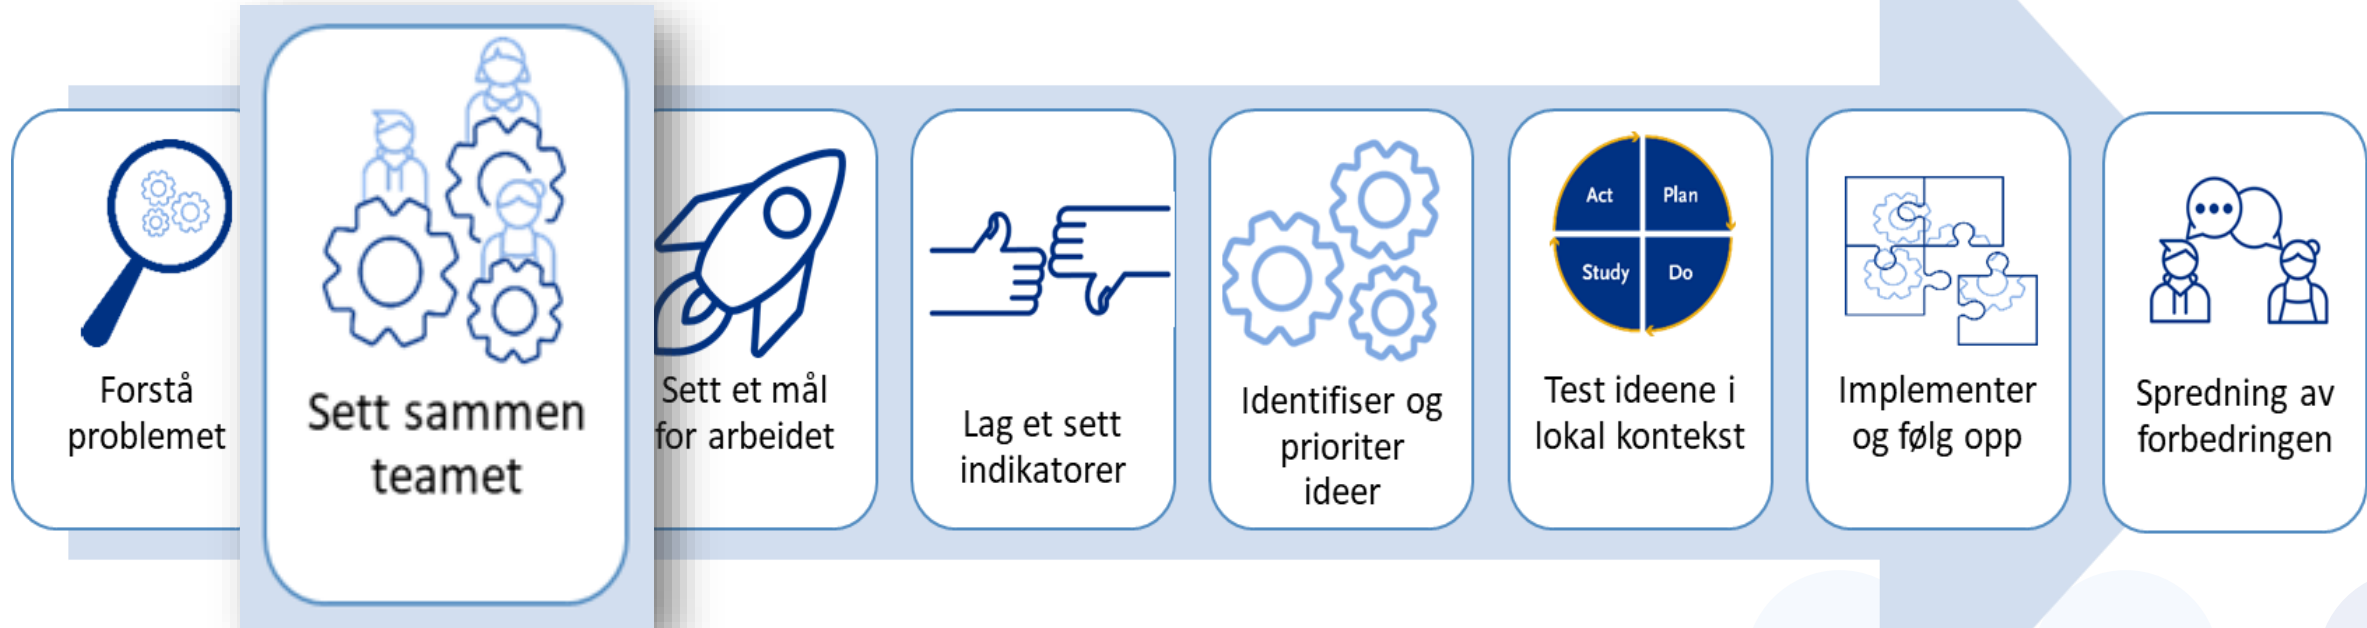 Forstå
problemet
Sett sammen
teamet
Sett et mål
for arbeidet
Lag et sett
indikatorer
Identifiser og
prioriter
ideer
Act
Plan
Study
Do
Test ideene i
lokal kontekst
Implementer
og følg opp
Spredning av
forbedringen